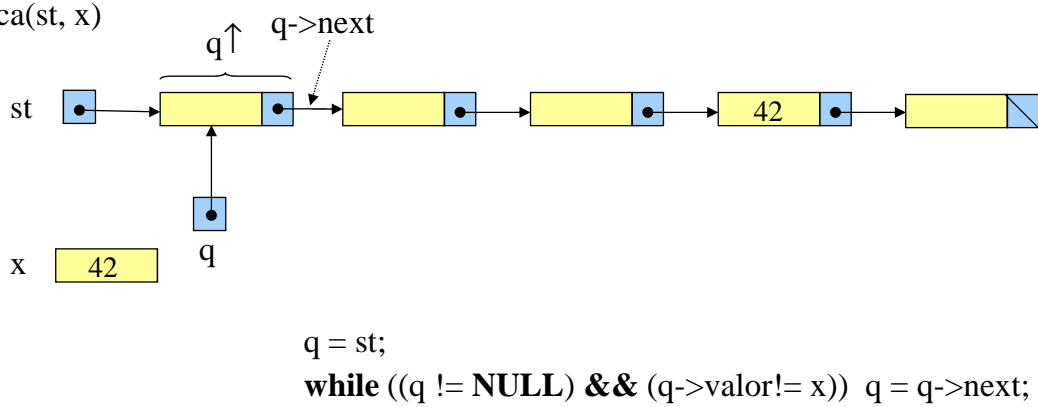 ca(st, x)
q↑ q->next
st 42
q
x 42
q = st;
while ((q != NULL) && (q->valor!= x)) q = q->next;